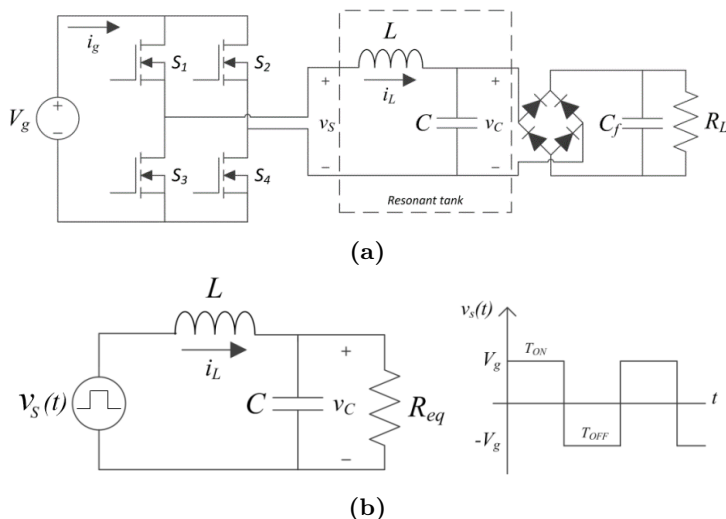 i_g
S_1
S_2
V_g
+
−
S_3
S_4
+
v_S
−
L
i_L
C
+
v_C
−
Resonant tank
C_f
R_L
(a)
L
i_L
v_S(t)
C
+
v_C
−
R_eq
v_s(t)
V_g
T_ON
t
-V_g
T_OFF
(b)